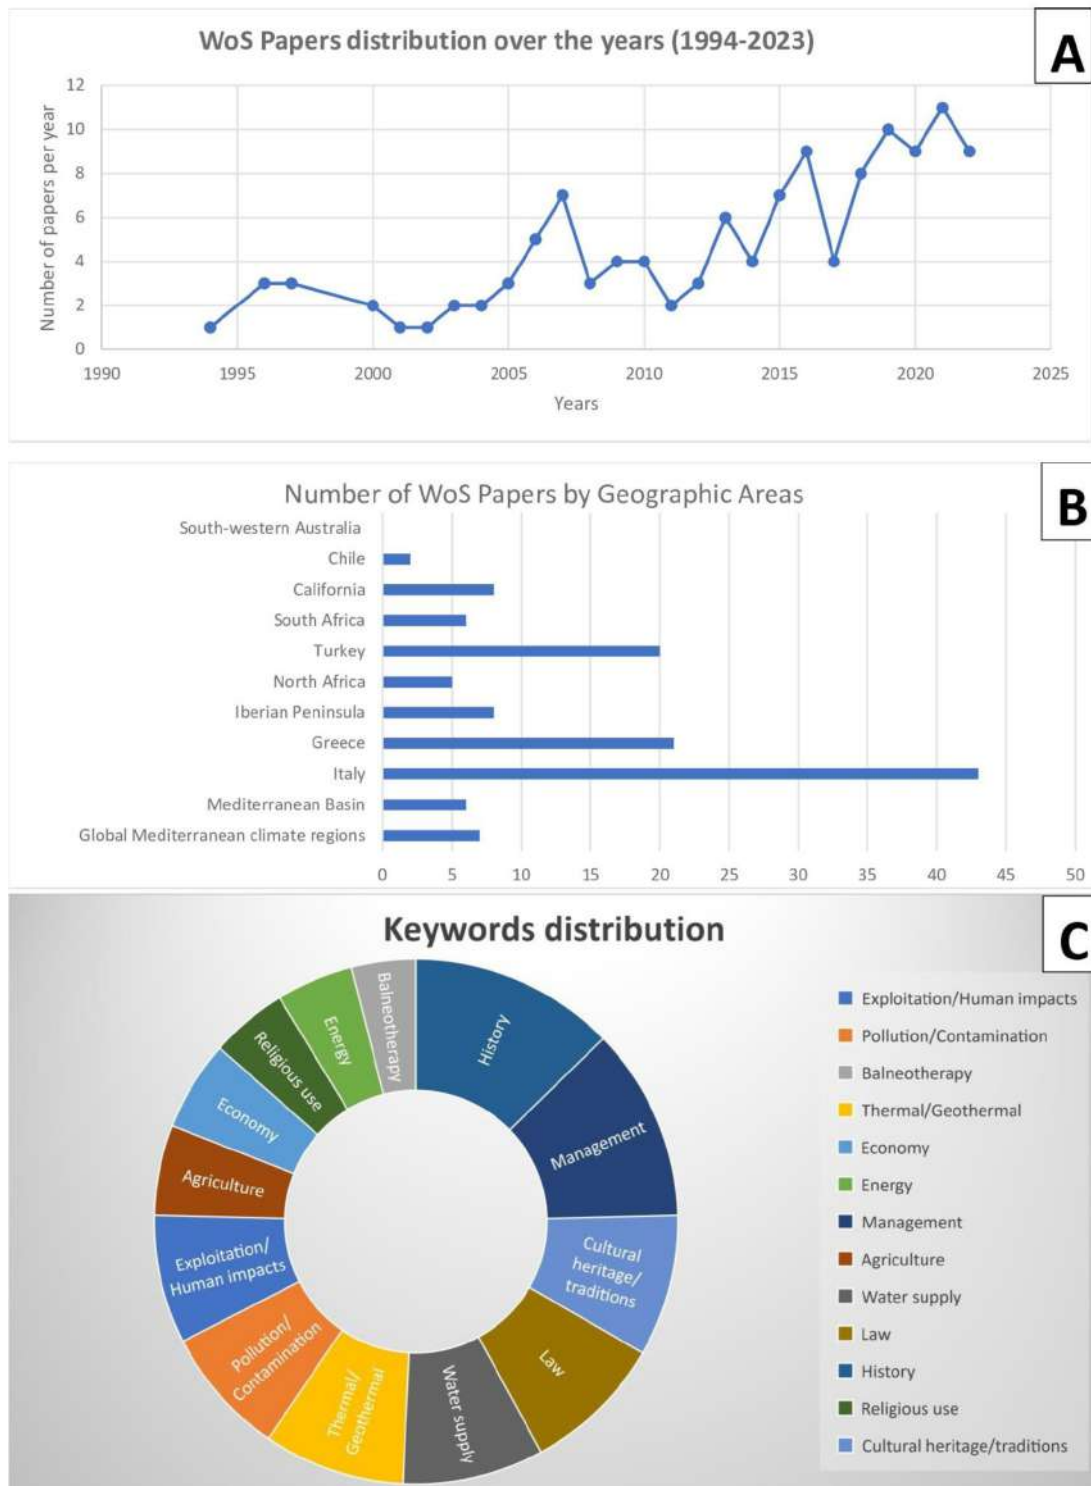 WoS Papers distribution over the years (1994-2023)
A
Number of papers per year
12
10
8
6
4
2
0
1990 1995 2000 2005 2010 2015 2020 2025
Years
Number of WoS Papers by Geographic Areas
B
South-western Australia
Chile
California
South Africa
Turkey
North Africa
Iberian Peninsula
Greece
Italy
Mediterranean Basin
Global Mediterranean climate regions
0 5 10 15 20 25 30 35 40 45 50
Keywords distribution
C
History
Management
Cultural
heritage/
traditions
Law
Water supply
Thermal/
Geothermal
Pollution/
Contamination
Exploitation/
Human impacts
Agriculture
Economy
Religious use
Energy
Balneotherapy
Exploitation/Human impacts
Pollution/Contamination
Balneotherapy
Thermal/Geothermal
Economy
Energy
Management
Agriculture
Water supply
Law
History
Religious use
Cultural heritage/traditions